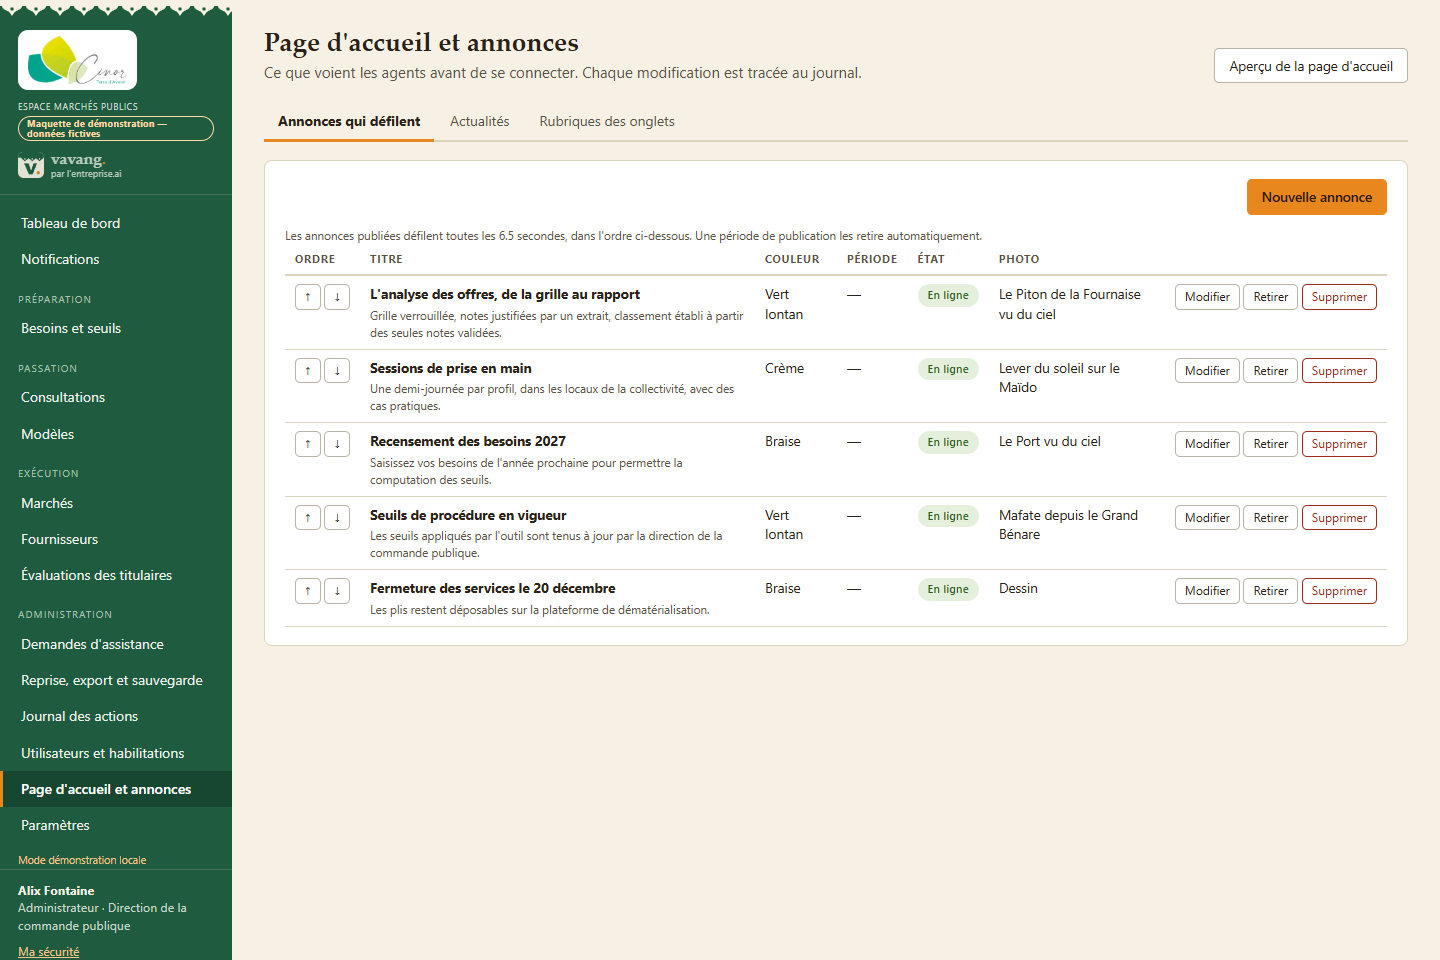 Cinor
Terre d'Avenir
ESPACE MARCHÉS PUBLICS
Maquette de démonstration —
données fictives
vavang.
par l'entreprise.ai
Tableau de bord
Notifications
PRÉPARATION
Besoins et seuils
PASSATION
Consultations
Modèles
EXÉCUTION
Marchés
Fournisseurs
Évaluations des titulaires
ADMINISTRATION
Demandes d'assistance
Reprise, export et sauvegarde
Journal des actions
Utilisateurs et habilitations
Page d'accueil et annonces
Paramètres
Mode démonstration locale
Alix Fontaine
Administrateur · Direction de la
commande publique
Ma sécurité
Page d'accueil et annonces
Ce que voient les agents avant de se connecter. Chaque modification est tracée au journal.
Aperçu de la page d'accueil
Annonces qui défilent Actualités Rubriques des onglets
Nouvelle annonce
Les annonces publiées défilent toutes les 6.5 secondes, dans l'ordre ci-dessous. Une période de publication les retire automatiquement.
ORDRE TITRE COULEUR PÉRIODE ÉTAT PHOTO
↑ ↓ L'analyse des offres, de la grille au rapport Vert — En ligne Le Piton de la Fournaise Modifier Retirer Supprimer
Grille verrouillée, notes justifiées par un extrait, classement établi à partir lontan vu du ciel
des seules notes validées.
↑ ↓ Sessions de prise en main Crème — En ligne Lever du soleil sur le Modifier Retirer Supprimer
Une demi-journée par profil, dans les locaux de la collectivité, avec des Maïdo
cas pratiques.
↑ ↓ Recensement des besoins 2027 Braise — En ligne Le Port vu du ciel Modifier Retirer Supprimer
Saisissez vos besoins de l'année prochaine pour permettre la
computation des seuils.
↑ ↓ Seuils de procédure en vigueur Vert — En ligne Mafate depuis le Grand Modifier Retirer Supprimer
Les seuils appliqués par l'outil sont tenus à jour par la direction de la lontan Bénare
commande publique.
↑ ↓ Fermeture des services le 20 décembre Braise — En ligne Dessin Modifier Retirer Supprimer
Les plis restent déposables sur la plateforme de dématérialisation.